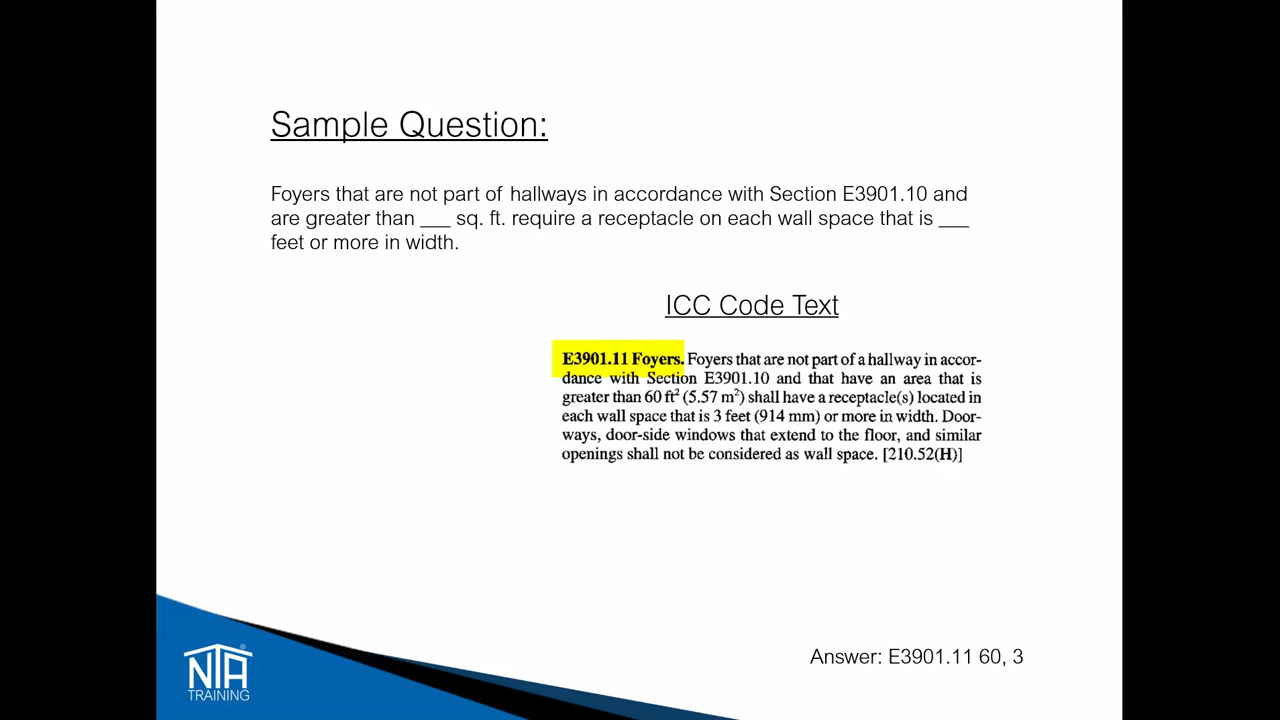 Sample Question:
Foyers that are not part of hallways in accordance with Section E3901.10 and
are greater than ___ sq. ft. require a receptacle on each wall space that is ___
feet or more in width.
ICC Code Text
E3901.11 Foyers. Foyers that are not part of a hallway in accor-
dance with Section E3901.10 and that have an area that is
greater than 60 ft² (5.57 m²) shall have a receptacle(s) located in
each wall space that is 3 feet (914 mm) or more in width. Door-
ways, door-side windows that extend to the floor, and similar
openings shall not be considered as wall space. [210.52(H)]
Answer: E3901.11 60, 3
NTA
®
TRAINING